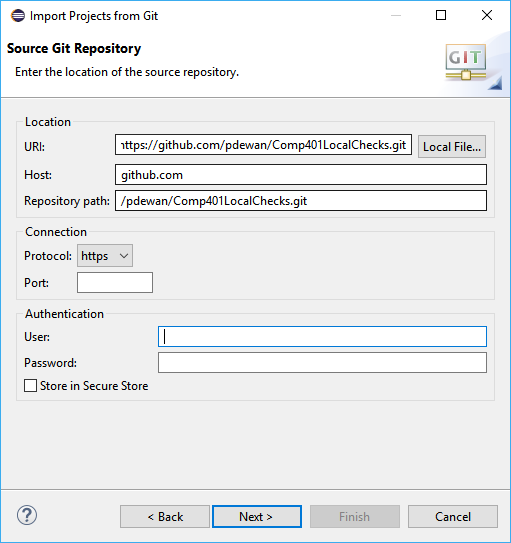 Import Projects from Git
Source Git Repository
Enter the location of the source repository.
GIT
Location
URI: https://github.com/pdewan/Comp401LocalChecks.git Local File...
Host: github.com
Repository path: /pdewan/Comp401LocalChecks.git
Connection
Protocol: https
Port:
Authentication
User:
Password:
Store in Secure Store
? < Back Next > Finish Cancel